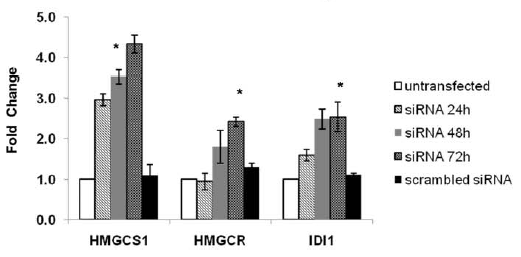 5.0
4.0
3.0
2.0
1.0
0.0
Fold Change
*
*
*
HMGCS1
HMGCR
IDI1
untransfected
siRNA 24h
siRNA 48h
siRNA 72h
scrambled siRNA